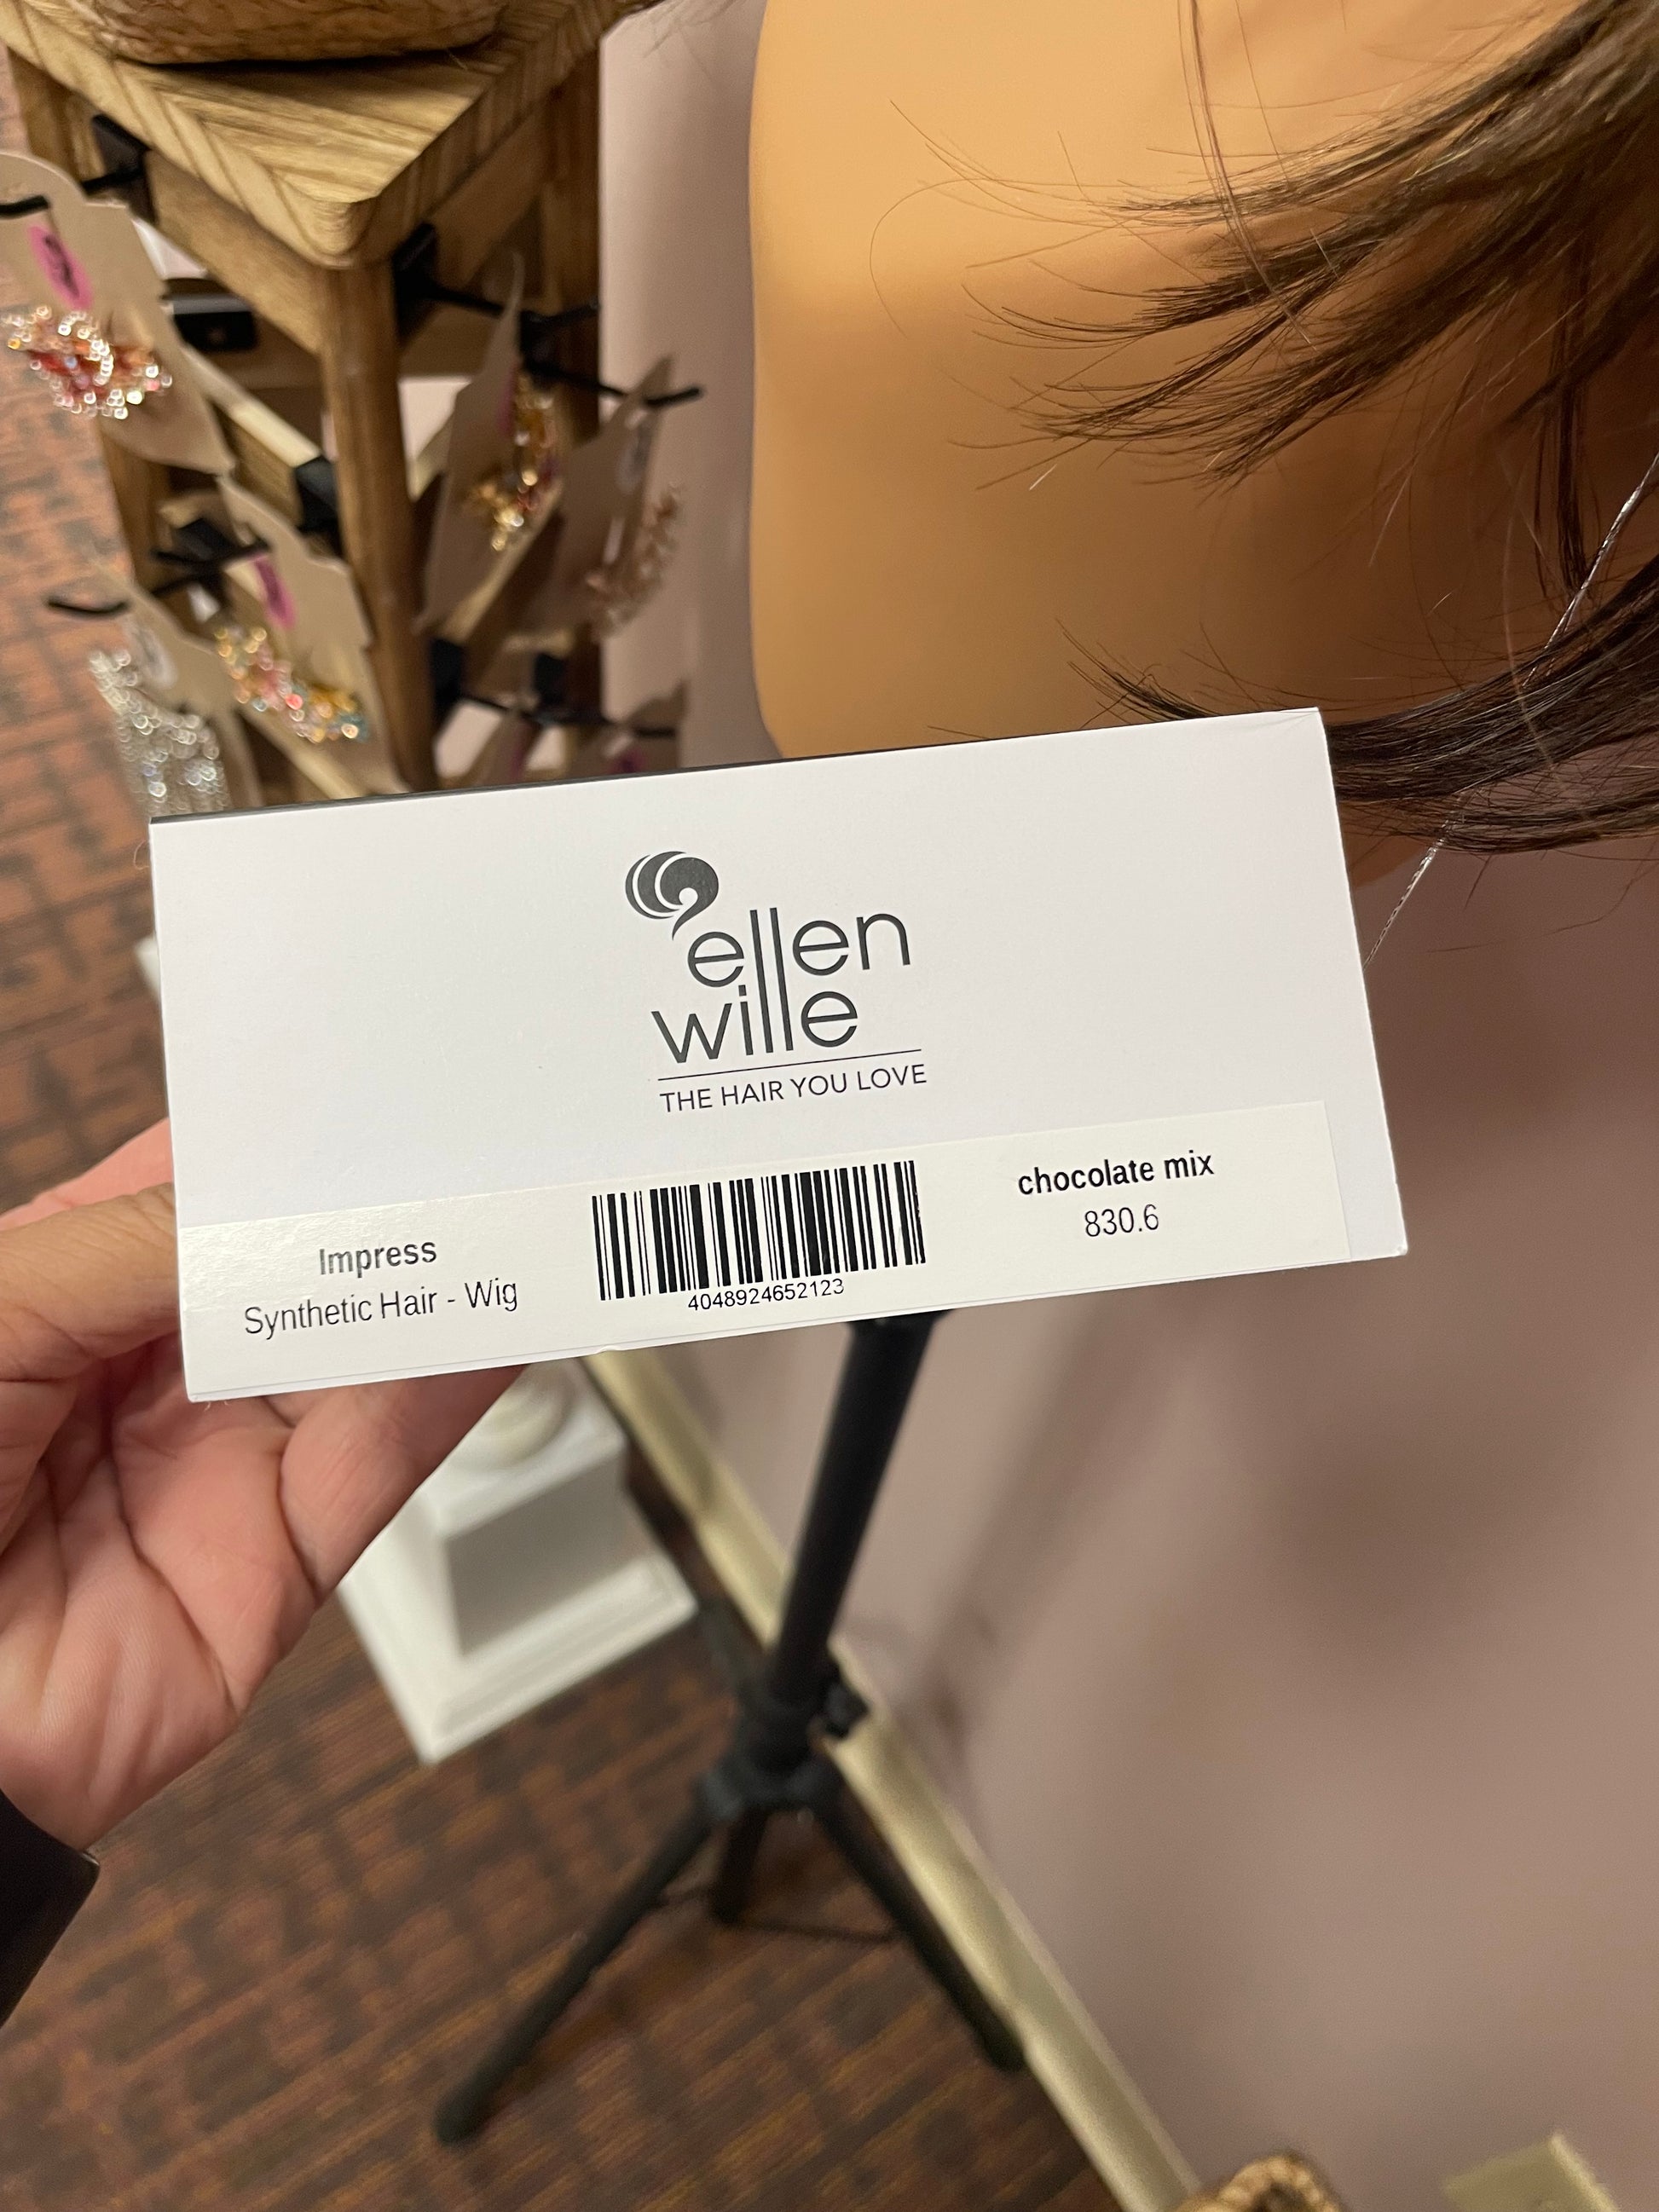 ellen
wille
THE HAIR YOU LOVE
Impress
Synthetic Hair - Wig
4048924652123
chocolate mix
830.6